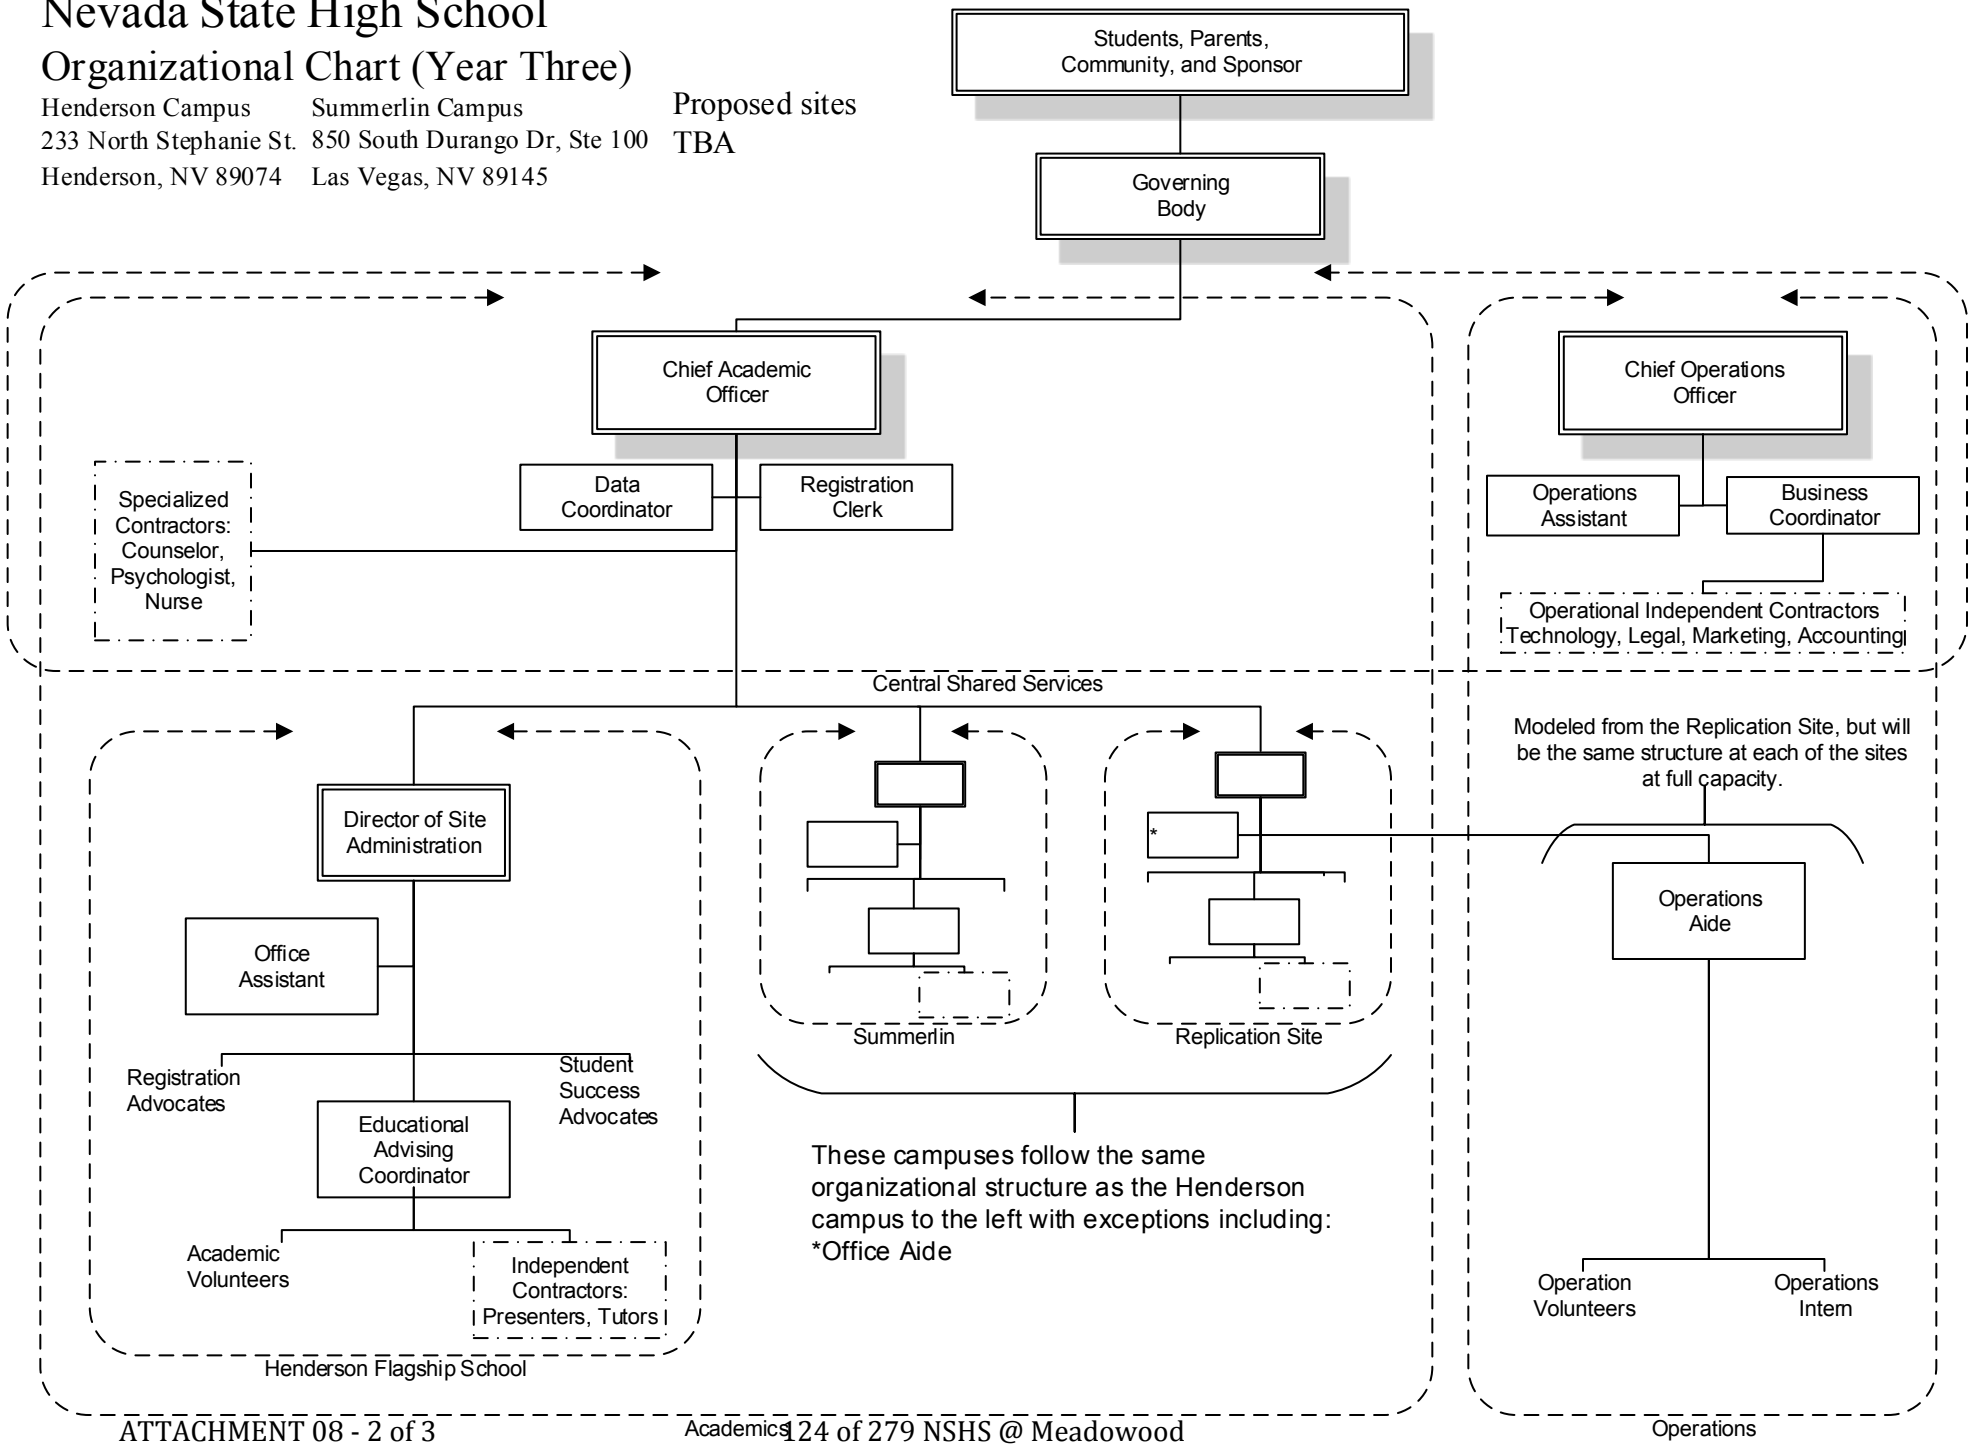 Nevada State High School
Organizational Chart (Year Three)
Henderson Campus
233 North Stephanie St.
Henderson, NV 89074
Summerlin Campus
850 South Durango Dr, Ste 100
Las Vegas, NV 89145
Proposed sites
TBA
Students, Parents,
Community, and Sponsor
Governing
Body
Chief Academic
Officer
Chief Operations
Officer
Data
Coordinator
Registration
Clerk
Operations
Assistant
Business
Coordinator
Specialized
Contractors:
Counselor,
Psychologist,
Nurse
Operational Independent Contractors
Technology, Legal, Marketing, Accounting
Central Shared Services
Modeled from the Replication Site, but will
be the same structure at each of the sites
at full capacity.
Director of Site
Administration
*
Operations
Aide
Office
Assistant
Summerlin
Replication Site
Registration
Advocates
Student
Success
Advocates
Educational
Advising
Coordinator
These campuses follow the same
organizational structure as the Henderson
campus to the left with exceptions including:
*Office Aide
Academic
Volunteers
Independent
Contractors:
Presenters, Tutors
Operation
Volunteers
Operations
Intern
Henderson Flagship School
Academics
Operations
ATTACHMENT 08 - 2 of 3
124 of 279 NSHS @ Meadowood